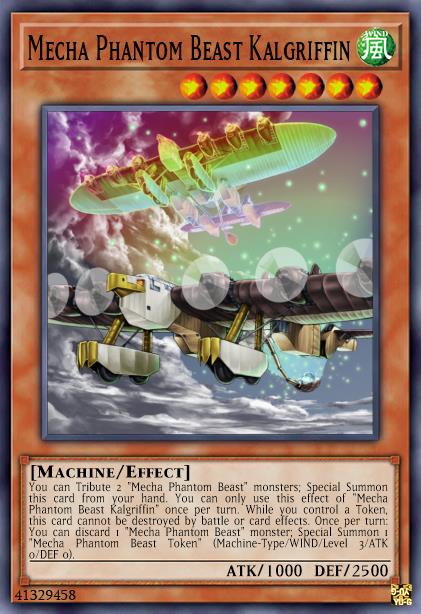 Mecha Phantom Beast Kalgriffin
WIND
風
[Machine/Effect]
You can Tribute 2 "Mecha Phantom Beast" monsters; Special Summon
this card from your hand. You can only use this effect of "Mecha
Phantom Beast Kalgriffin" once per turn. While you control a Token,
this card cannot be destroyed by battle or card effects. Once per turn:
You can discard 1 "Mecha Phantom Beast" monster; Special Summon 1
"Mecha Phantom Beast Token" (Machine-Type/WIND/Level 3/ATK
0/DEF 0).
ATK/1000 DEF/2500
41329458